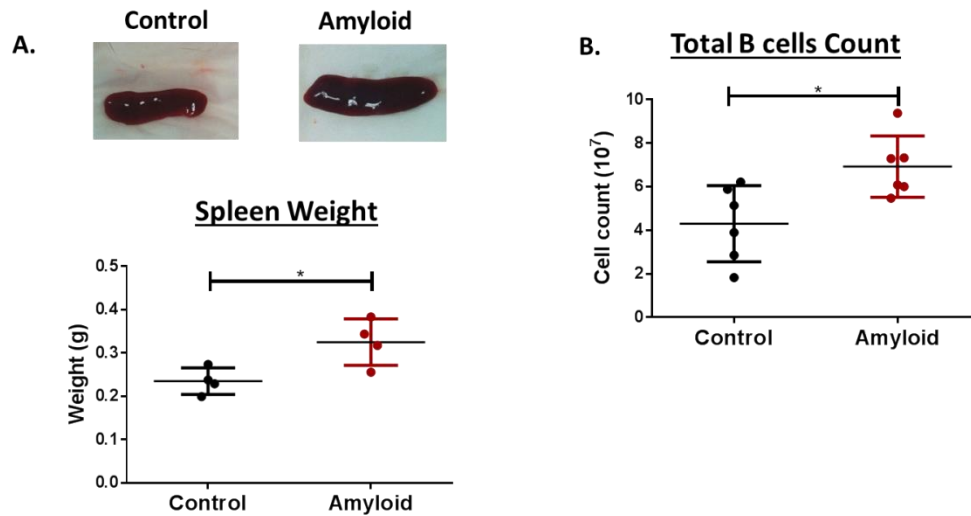 Control
Amyloid
A.
Spleen Weight
*
0.5
0.4
0.3
0.2
0.1
0.0
Weight (g)
Control
Amyloid
B.
Total B cells Count
*
10
8
6
4
2
0
Cell count (10⁷)
Control
Amyloid